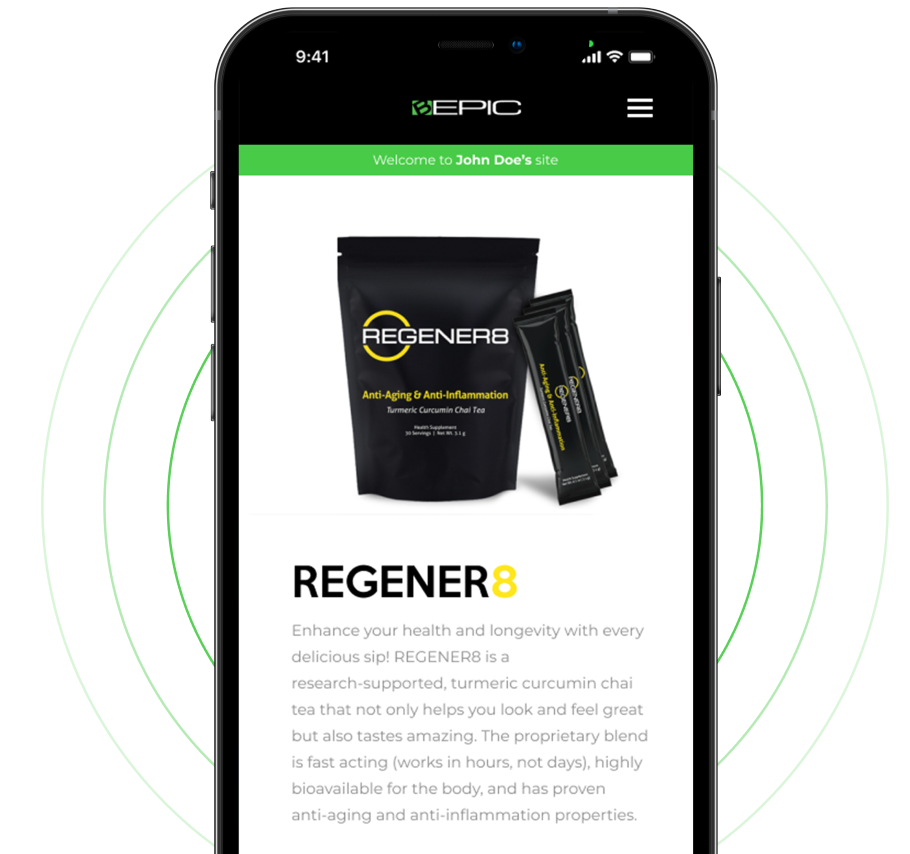 9:41
EPIC
Welcome to John Doe's site
REGENER8
Anti-Aging & Anti-Inflammation
Turmeric Curcumin Chai Tea
Health Supplement
30 Servings | Net Wt. 5.1 g
REGENER8
Anti-Aging & Anti-Inflammation
REGENER8
REGENER8
Enhance your health and longevity with every
delicious sip! REGENER8 is a
research-supported, turmeric curcumin chai
tea that not only helps you look and feel great
but also tastes amazing. The proprietary blend
is fast acting (works in hours, not days), highly
bioavailable for the body, and has proven
anti-aging and anti-inflammation properties.